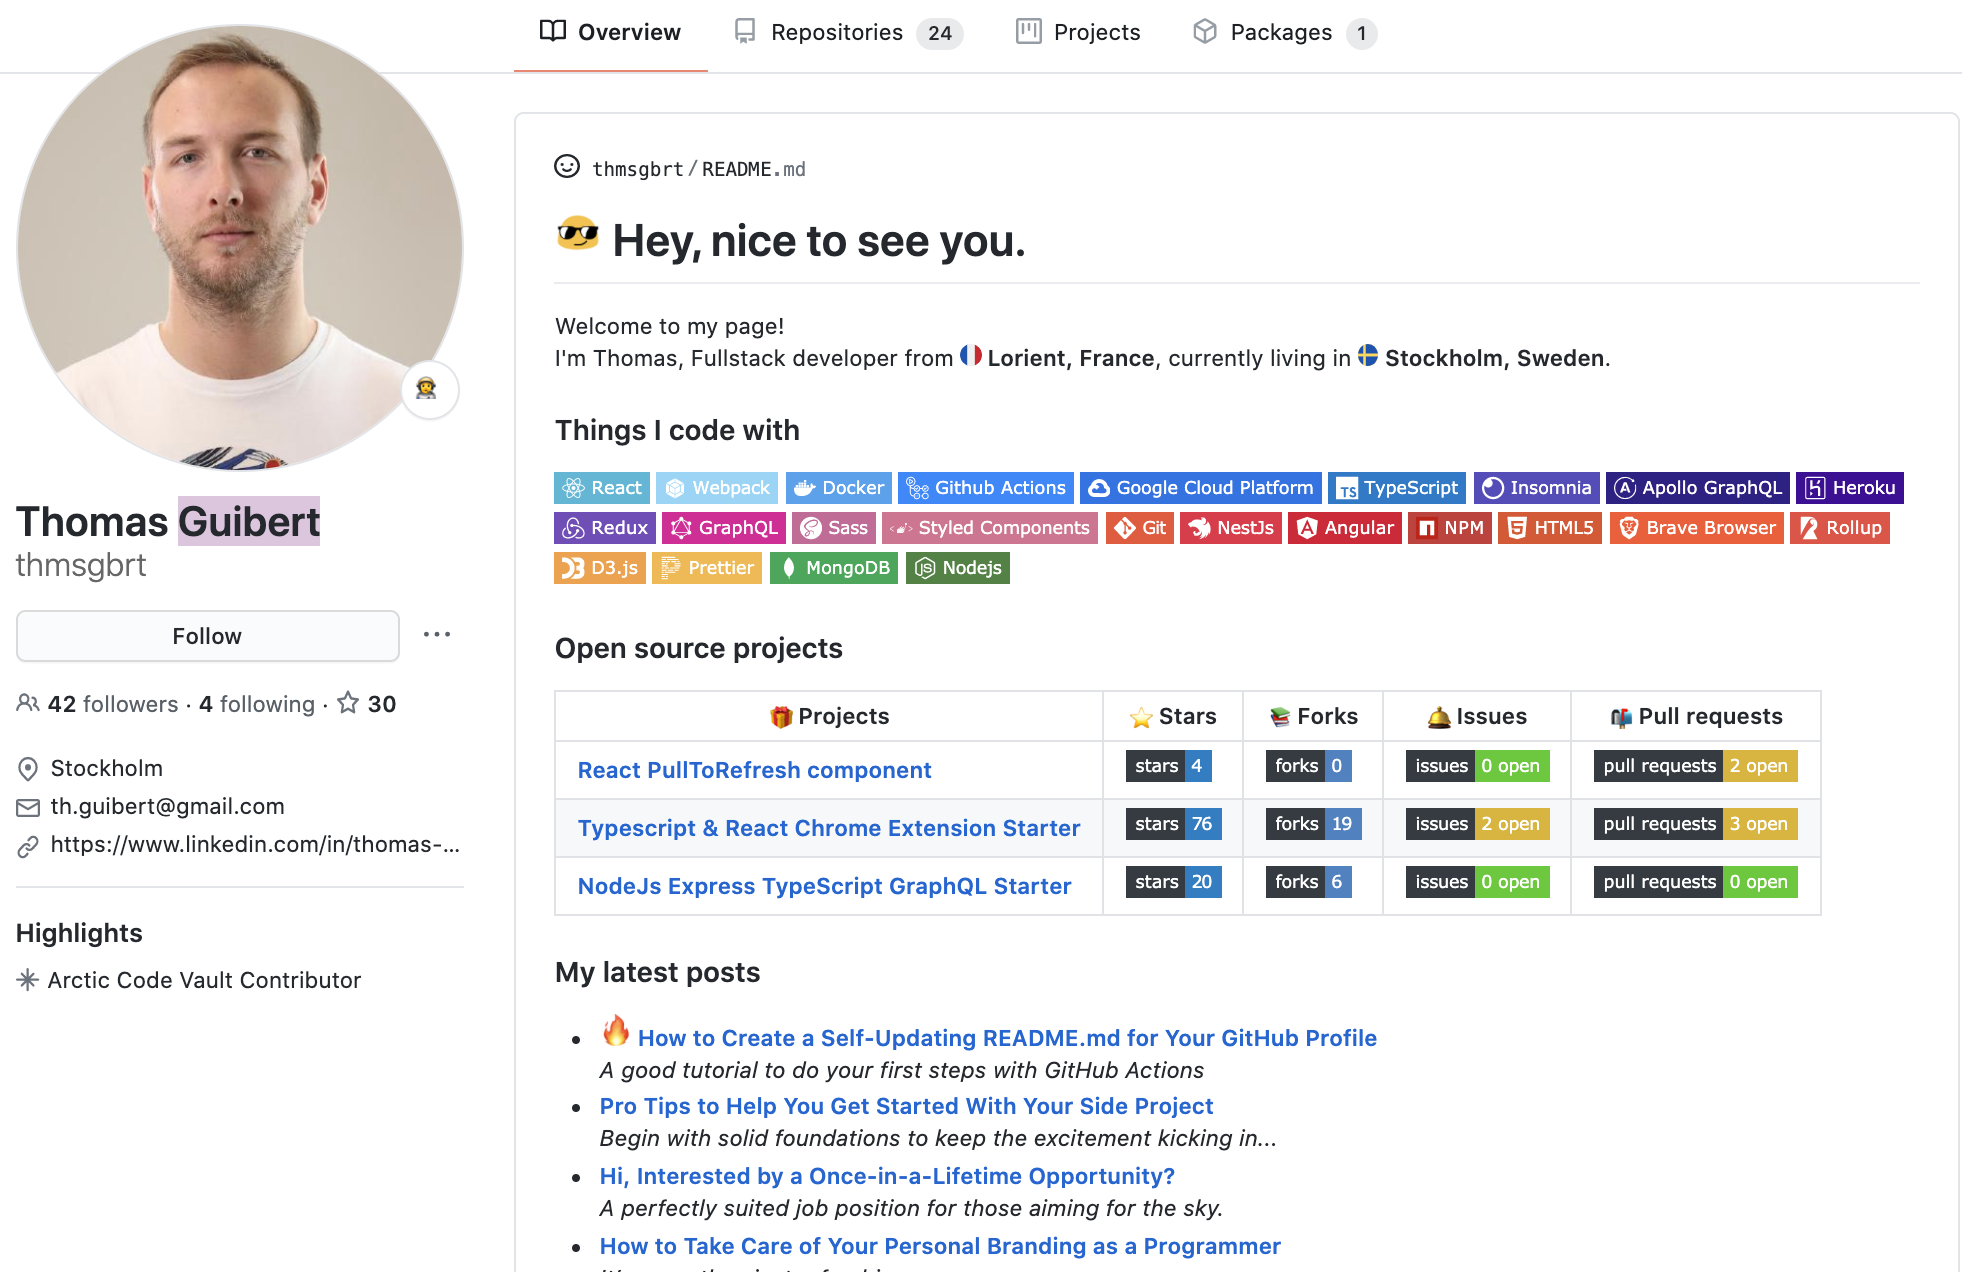 Overview
Repositories 24
Projects
Packages 1
Thomas Guibert
thmsgbrt
Follow
42 followers · 4 following · 30
Stockholm
th.guibert@gmail.com
https://www.linkedin.com/in/thomas-...
Highlights
Arctic Code Vault Contributor
thmsgbrt/README.md
Hey, nice to see you.
Welcome to my page!
I'm Thomas, Fullstack developer from Lorient, France, currently living in Stockholm, Sweden.
Things I code with
React Webpack Docker Github Actions Google Cloud Platform TypeScript Insomnia Apollo GraphQL Heroku
Redux GraphQL Sass Styled Components Git NestJs Angular NPM HTML5 Brave Browser Rollup
D3.js Prettier MongoDB Nodejs
Open source projects
Projects Stars Forks Issues Pull requests
React PullToRefresh component stars 4 forks 0 issues 0 open pull requests 2 open
Typescript & React Chrome Extension Starter stars 76 forks 19 issues 2 open pull requests 3 open
NodeJs Express TypeScript GraphQL Starter stars 20 forks 6 issues 0 open pull requests 0 open
My latest posts
How to Create a Self-Updating README.md for Your GitHub Profile
A good tutorial to do your first steps with GitHub Actions
Pro Tips to Help You Get Started With Your Side Project
Begin with solid foundations to keep the excitement kicking in...
Hi, Interested by a Once-in-a-Lifetime Opportunity?
A perfectly suited job position for those aiming for the sky.
How to Take Care of Your Personal Branding as a Programmer